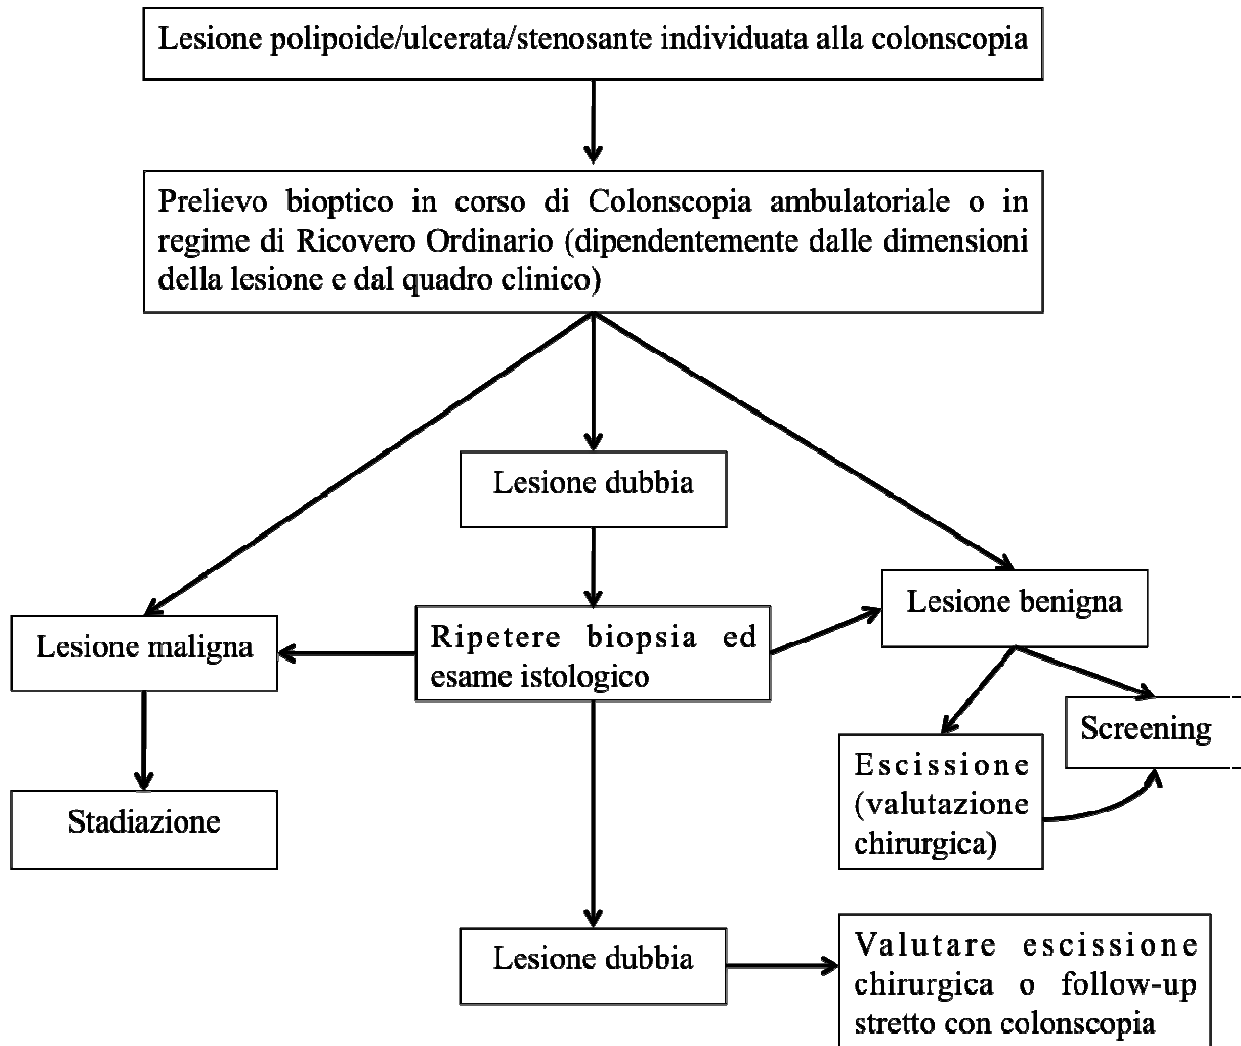 Lesione polipoide/ulcerata/stenosante individuata alla colonscopia
Prelievo bioptico in corso di Colonscopia ambulatoriale o in
regime di Ricovero Ordinario (dipendentemente dalle dimensioni
della lesione e dal quadro clinico)
Lesione dubbia
Lesione benigna
Lesione maligna
Ripetere biopsia ed
esame istologico
Screening
Escissione
(valutazione
chirurgica)
Stadiazione
Lesione dubbia
Valutare escissione
chirurgica o follow-up
stretto con colonscopia